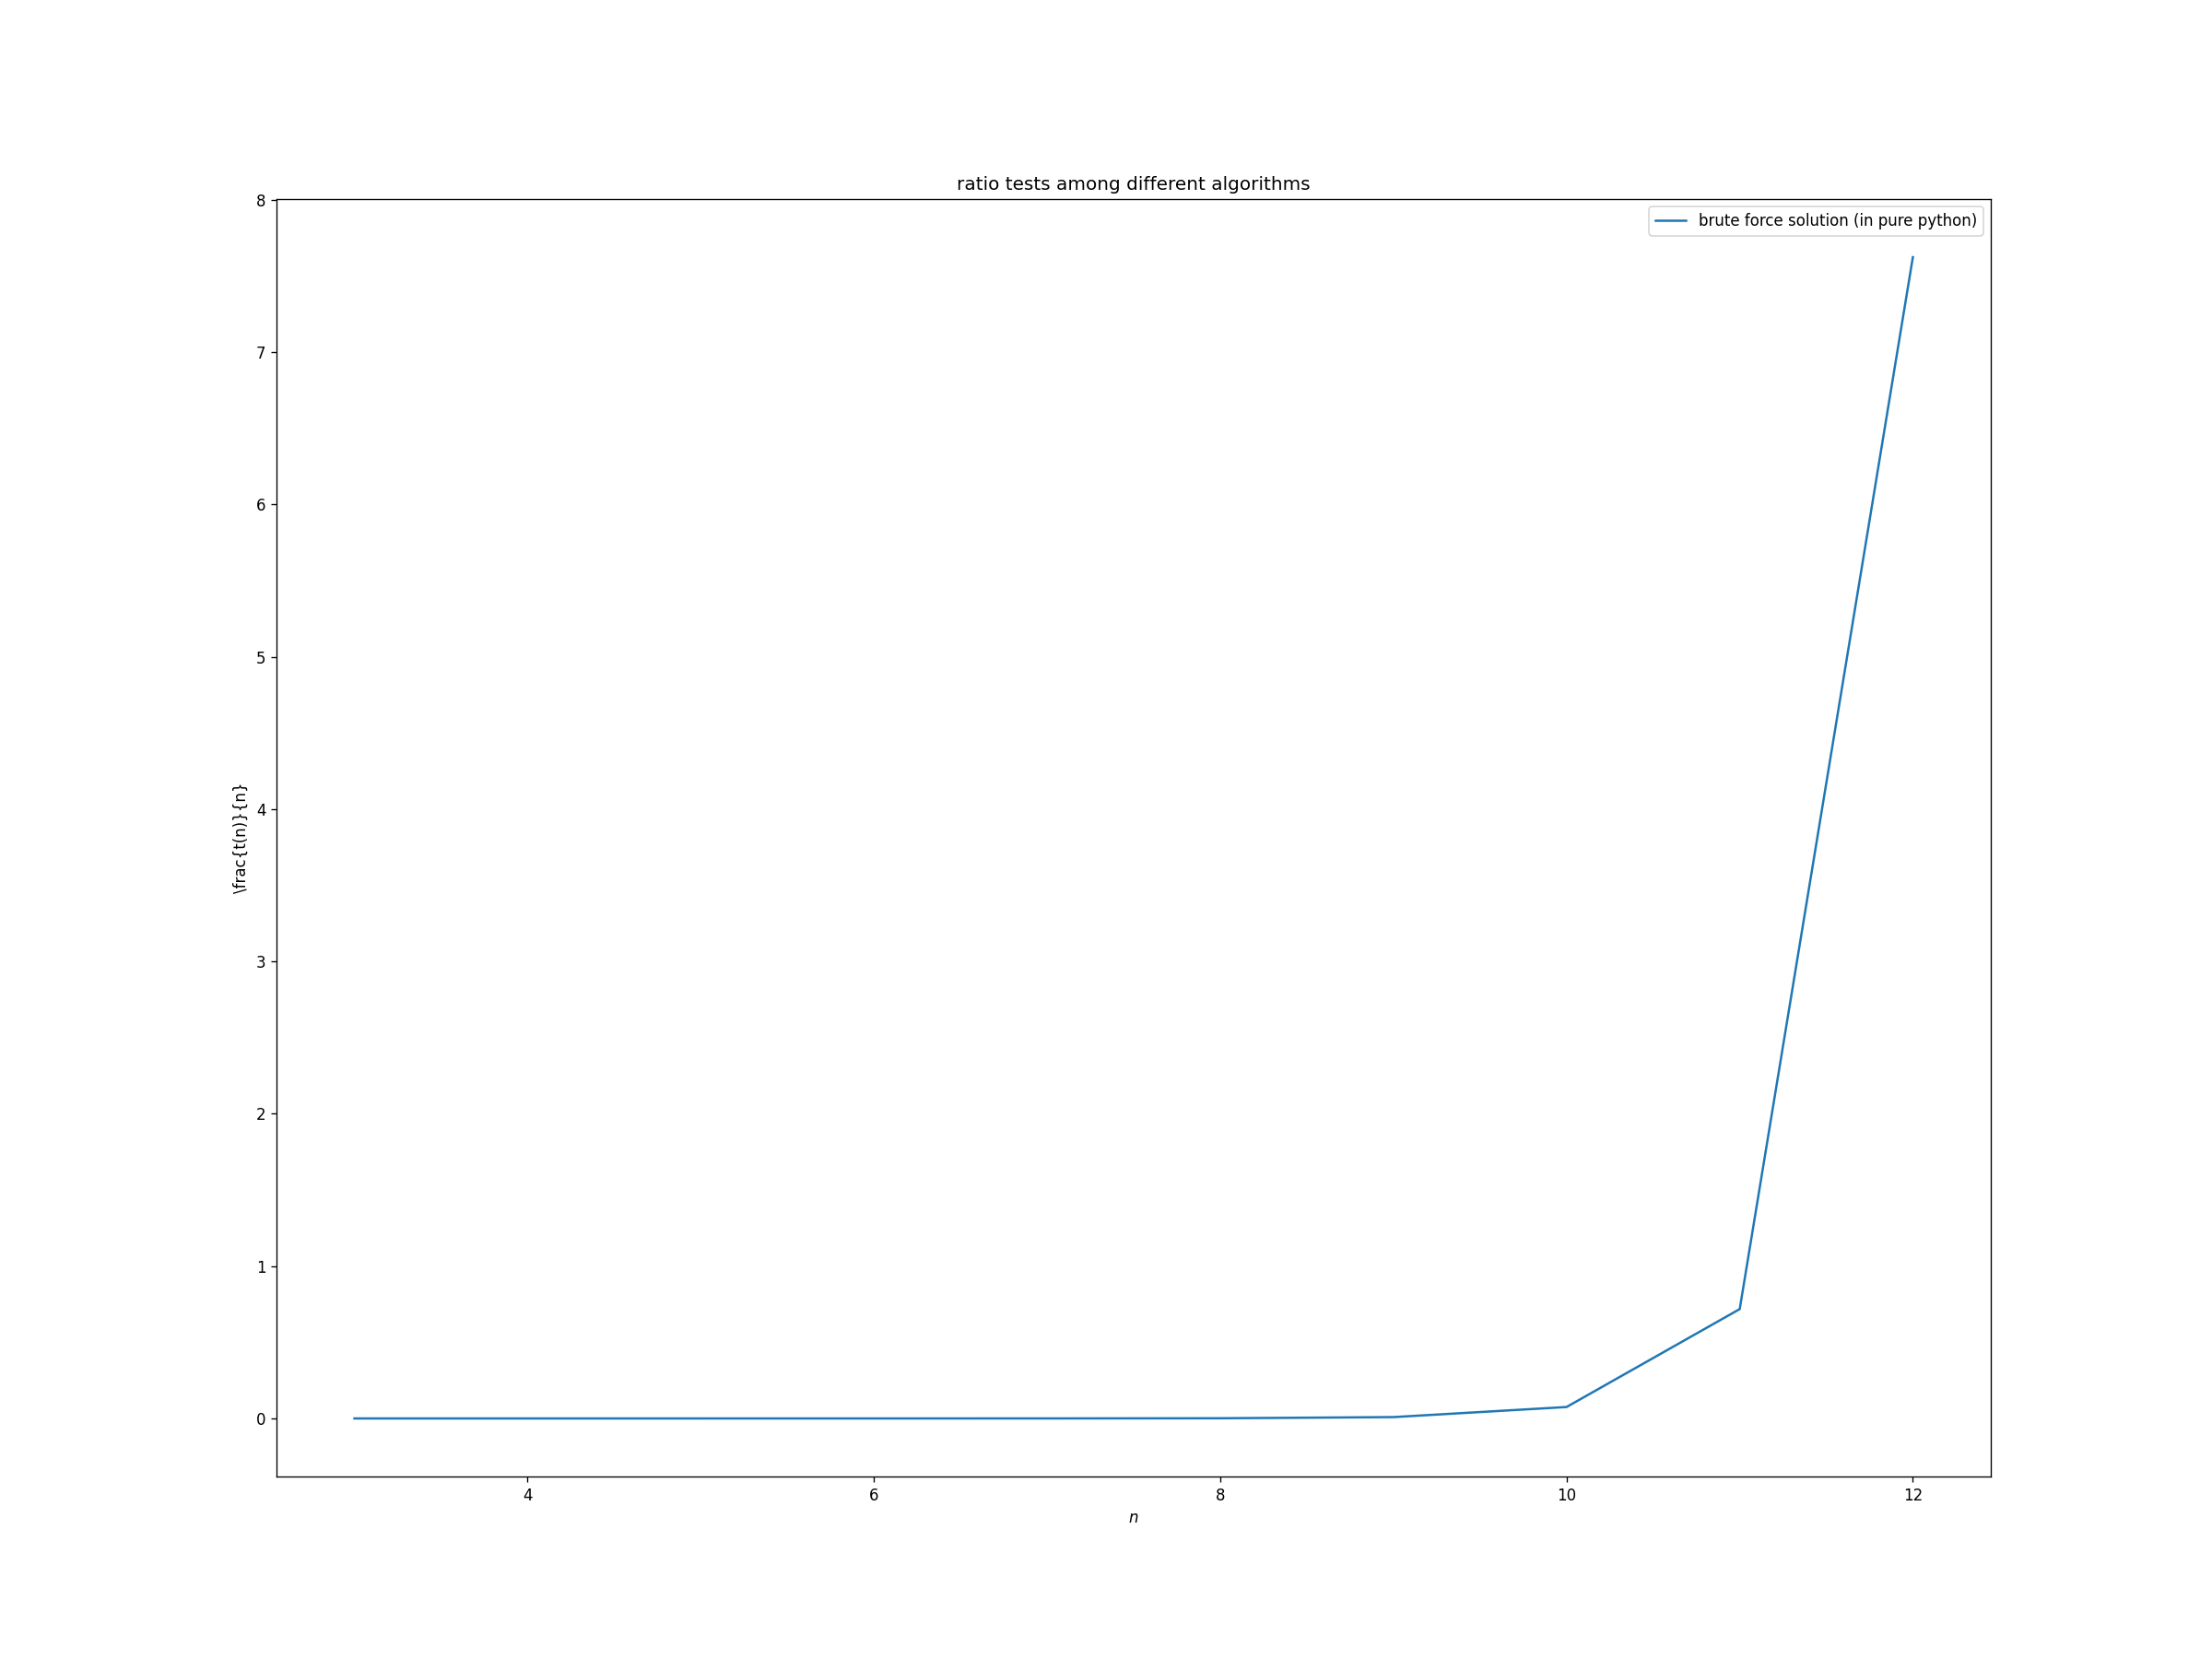 ratio tests among different algorithms
brute force solution (in pure python)
8
7
6
5
4
3
2
1
0
\frac{t(n)}{n}
4 6 8 10 12
n